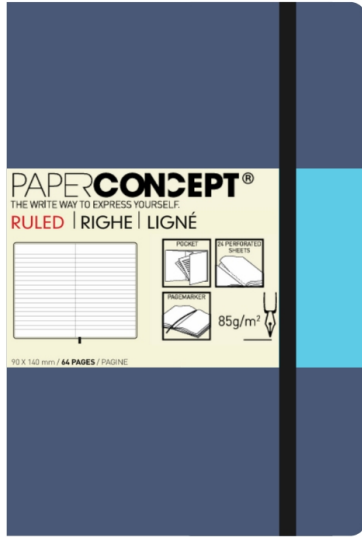 PAPERCONCEPT®
THE WRITE WAY TO EXPRESS YOURSELF.
RULED | RIGHE | LIGNÉ
POCKET
24 PERFORATED
SHEETS
PAGEMARKER
85g/m²
90 X 140 mm / 64 PAGES / PAGINE